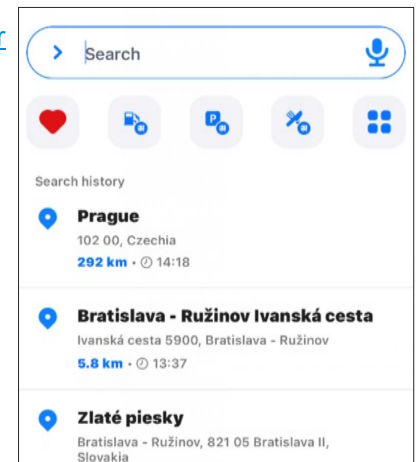 r
Search
P
Search history
Prague
102 00, Czechia
292 km • 14:18
Bratislava - Ružinov Ivanská cesta
Ivanská cesta 5900, Bratislava - Ružinov
5.8 km • 13:37
Zlaté piesky
Bratislava - Ružinov, 821 05 Bratislava II,
Slovakia